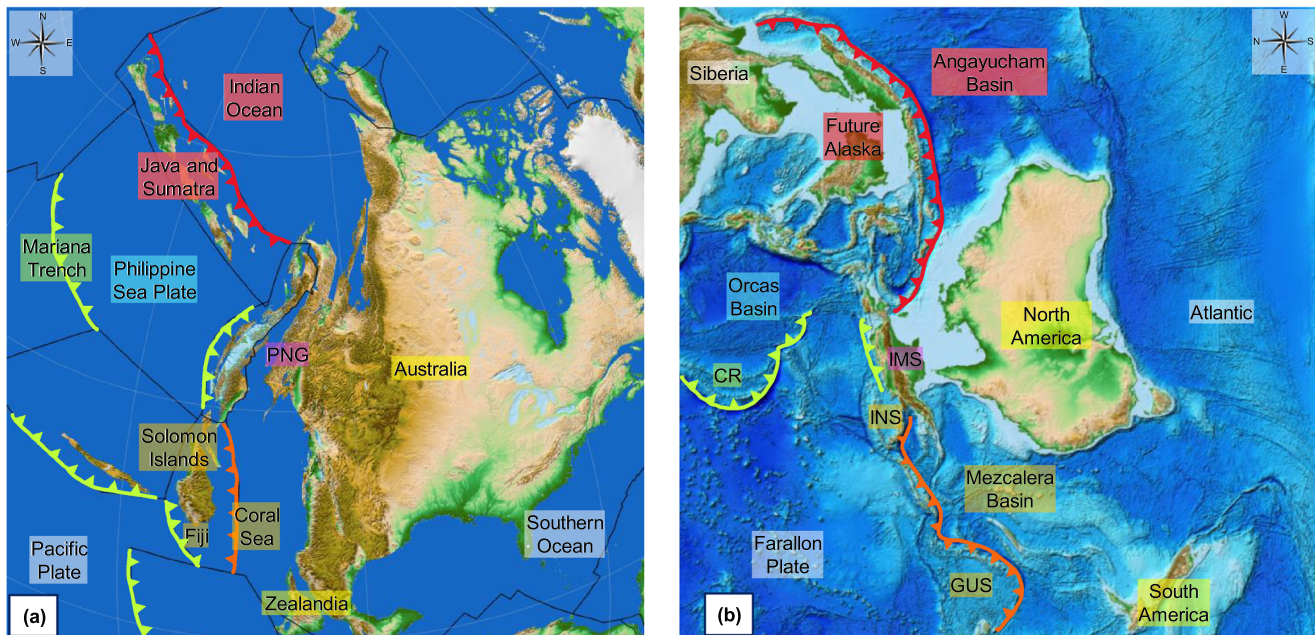 N
W E
S
Indian
Ocean
Java and
Sumatra
Mariana
Trench
Philippine
Sea Plate
PNG
Australia
Solomon
Islands
Fiji
Coral
Sea
Southern
Ocean
Pacific
Plate
Zealandia
(a)
E
N S
W
Siberia
Angayucham
Basin
Future
Alaska
Orcas
Basin
North
America
Atlantic
IMS
CR
INS
Mezcalera
Basin
Farallon
Plate
GUS
South
America
(b)